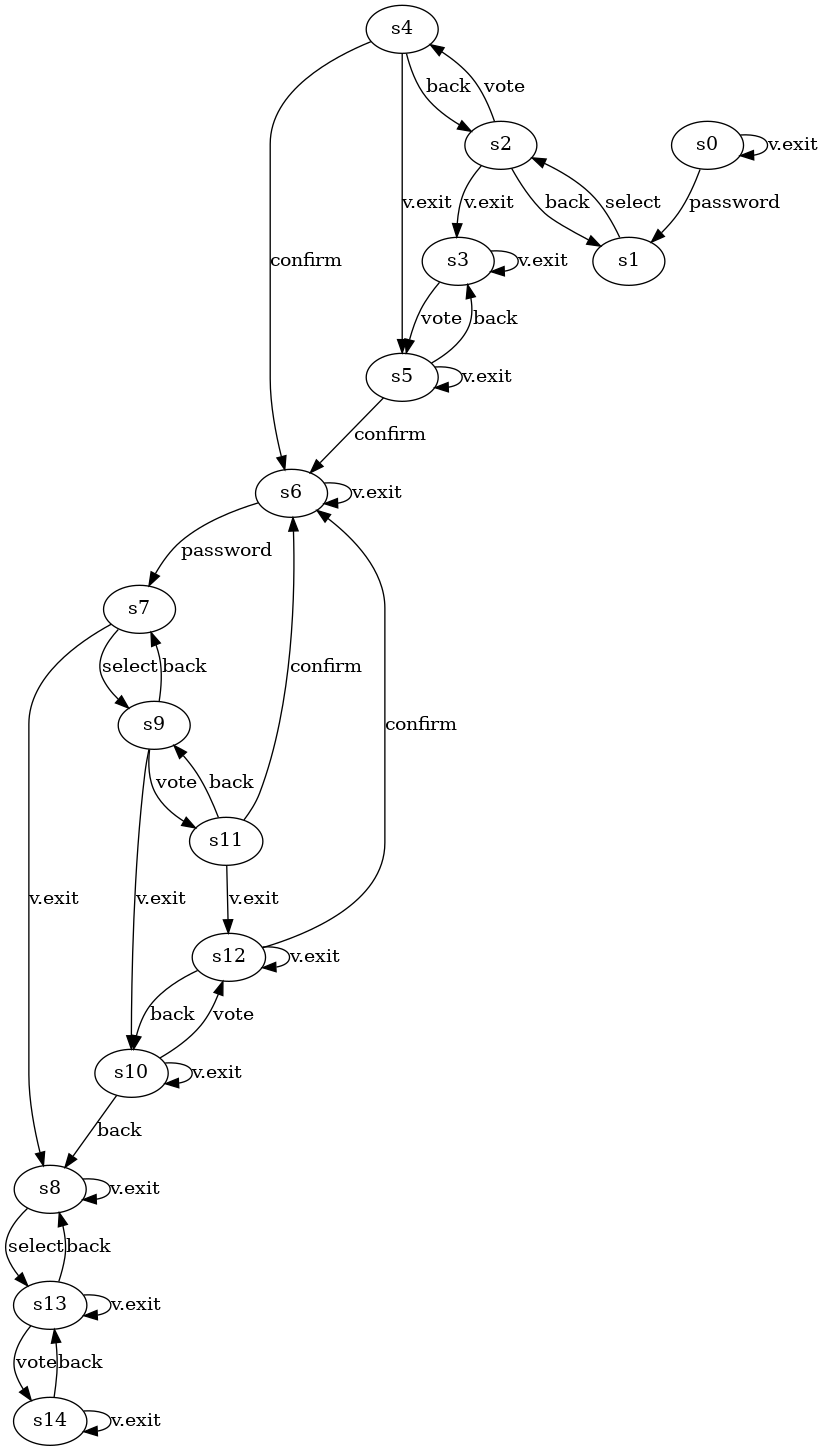 s4
back
vote
s2
s0
v.exit
confirm
v.exit
v.exit
back
select
password
s3
v.exit
s1
vote
back
s5
v.exit
confirm
s6
v.exit
password
s7
select
back
confirm
s9
confirm
vote
back
s11
v.exit
v.exit
v.exit
s12
v.exit
back
vote
s10
v.exit
back
s8
v.exit
select
back
s13
v.exit
vote
back
s14
v.exit